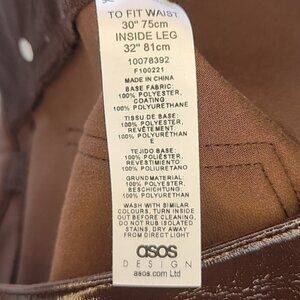 TO FIT WAIST
30" 75cm
INSIDE LEG
32" 81cm
10078392
F100221
MADE IN CHINA
BASE FABRIC:
100% POLYESTER,
COATING
100% POLYURETHANE
TISSU DE BASE:
100% POLYESTER,
REVÊTEMENT:
100% POLYURETHAN
E
TEJIDO BASE:
100% POLIÉSTER,
REVESTIMIENTO:
100% POLIURETANO
GRUNDMATERIAL:
100% POLYESTER,
BESCHICHTUNG:
100% POLYURETHAN
WASH WITH SIMILAR
COLOURS, TURN INSIDE
OUT BEFORE CLEANING,
DO NOT RUB ISOLATED
STAINS, DRY AWAY
FROM DIRECT LIGHT
asos
DESIGN
asos.com Ltd